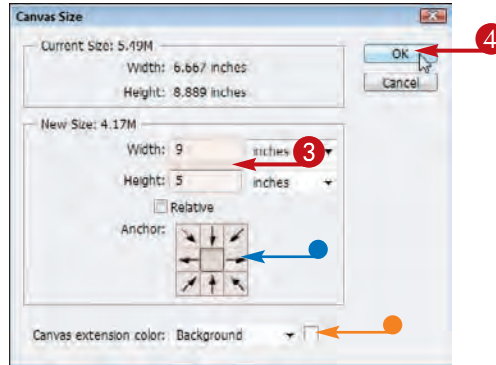 Canvas Size
Current Size: 5.49M
Width: 6.667 inches
Height: 8.889 inches
OK
4
Cancel
New Size: 4.17M
Width: 9 inches
3
Height: 5 inches
Relative
Anchor:
Canvas extension color: Background